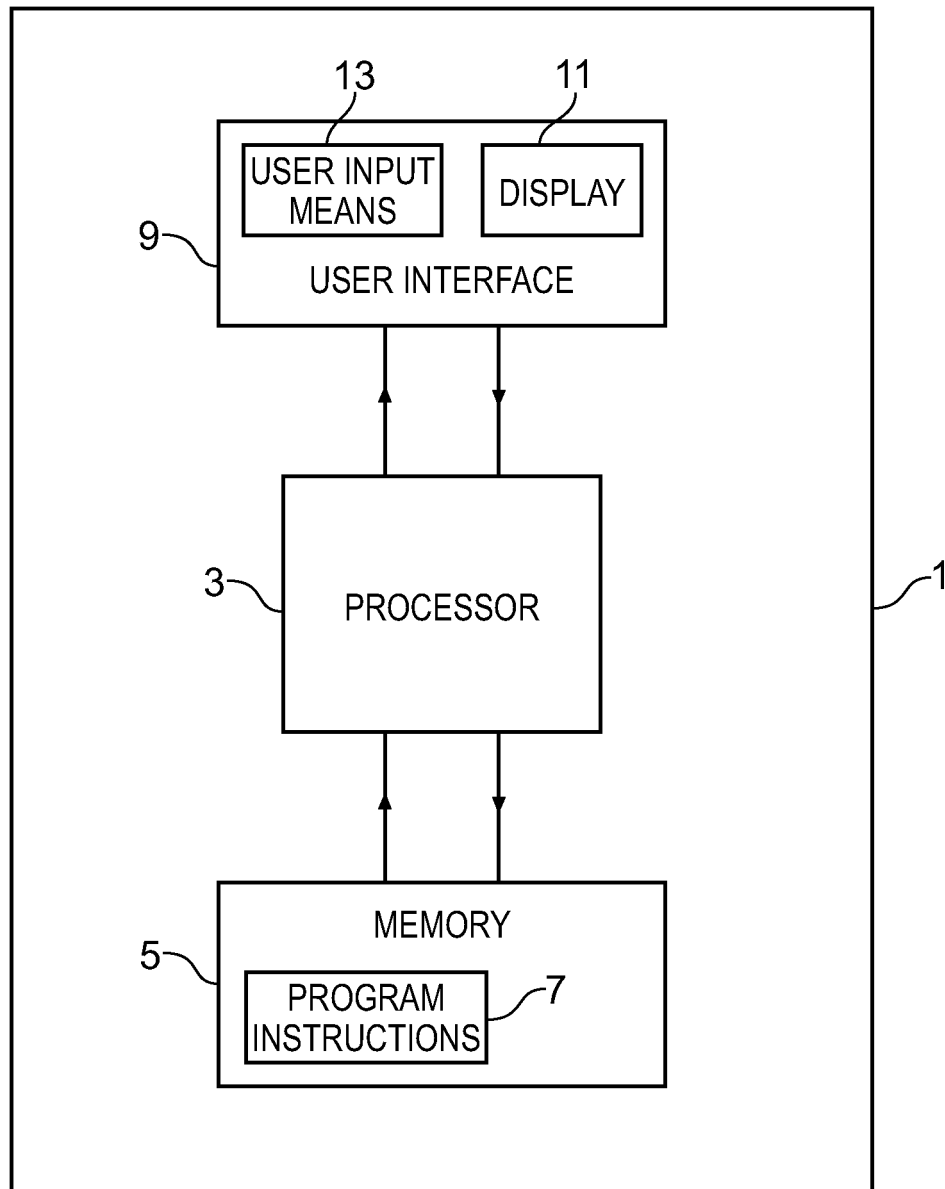 13
11
USER INPUT
MEANS
DISPLAY
9
USER INTERFACE
3
PROCESSOR
1
MEMORY
5
PROGRAM
INSTRUCTIONS
7